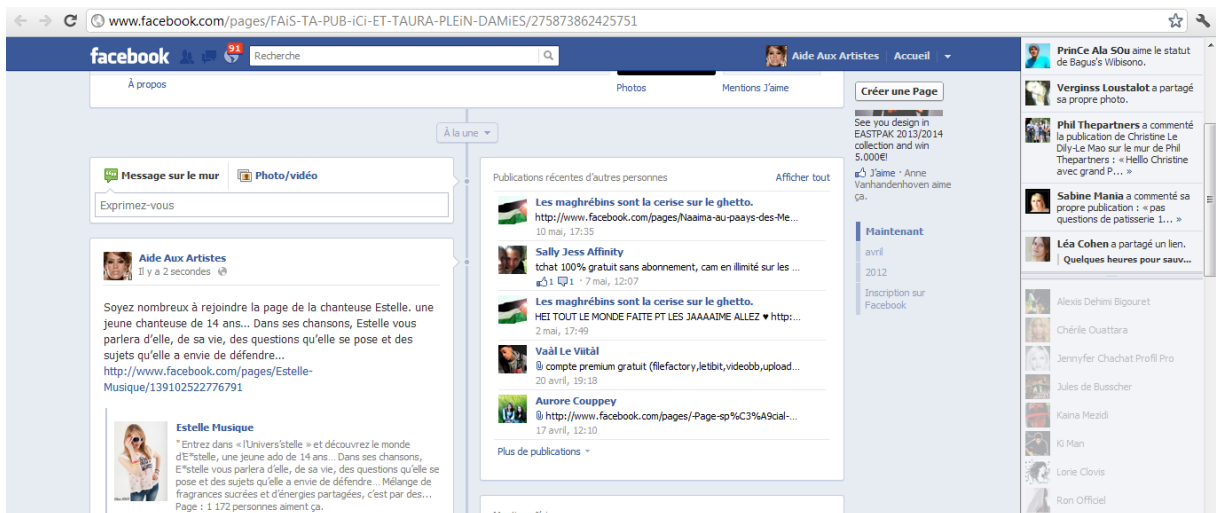 www.facebook.com/pages/FAiS-TA-PUB-iCi-ET-TAURA-PLEiN-DAMiES/275873862425751
facebook
91
Recherche
Aide Aux Artistes
Accueil
À propos
Photos
Mentions J'aime
À la une
Message sur le mur
Photo/vidéo
Exprimez-vous
Aide Aux Artistes
Il y a 2 secondes
Soyez nombreux à rejoindre la page de la chanteuse Estelle. une
jeune chanteuse de 14 ans... Dans ses chansons, Estelle vous
parlera d'elle, de sa vie, des questions qu'elle se pose et des
sujets qu'elle a envie de défendre...
http://www.facebook.com/pages/Estelle-
Musique/139102522776791
Estelle Musique
"Entrez dans « l'Univers'stelle » et découvrez le monde
d'E*stelle, une jeune ado de 14 ans... Dans ses chansons,
E*stelle vous parlera d'elle, de sa vie, des questions qu'elle se
pose et des sujets qu'elle a envie de défendre... Mélange de
fragrances sucrées et d'énergies partagées, c'est par des...
Page : 1 172 personnes aiment ça.
Publications récentes d'autres personnes
Afficher tout
Les maghrébins sont la cerise sur le ghetto.
http://www.facebook.com/pages/Naaima-au-paays-des-Me...
10 mai, 17:35
Sally Jess Affinity
tchat 100% gratuit sans abonnement, cam en illimité sur les ...
1 1 · 7 mai, 12:07
Les maghrébins sont la cerise sur le ghetto.
HEI TOUT LE MONDE FAITE PT LES JAAAAIME ALLEZ ♥ http:...
2 mai, 17:49
Vaàl Le Viitàl
compte premium gratuit (filefactory,letibit,videobb,upload...
20 avril, 19:18
Aurore Couppey
http://www.facebook.com/pages/-Page-sp%C3%A9cial-...
17 avril, 12:10
Plus de publications
Créer une Page
See you design in
EASTPAK 2013/2014
collection and win
5.000€!
J'aime · Anne
Vanhandenhoven aime
ça.
Maintenant
avril
2012
Inscription sur
Facebook
PrinCe Ala SOu aime le statut
de Bagus's Wibisono.
Verginss Loustalot a partagé
sa propre photo.
Phil Thepartners a commenté
la publication de Christine Le
Dily-Le Mao sur le mur de Phil
Thepartners : «Helllo Christine
avec grand P... »
Sabine Mania a commenté sa
propre publication : «pas
questions de patisserie 1... »
Léa Cohen a partagé un lien.
Quelques heures pour sauv...
Alexis Dehimi Bigouret
Chérile Ouattara
Jennyfer Chachat Profil Pro
Jules de Busscher
Kaina Mezidi
Ki Man
Lorie Clovis
Ron Officiel